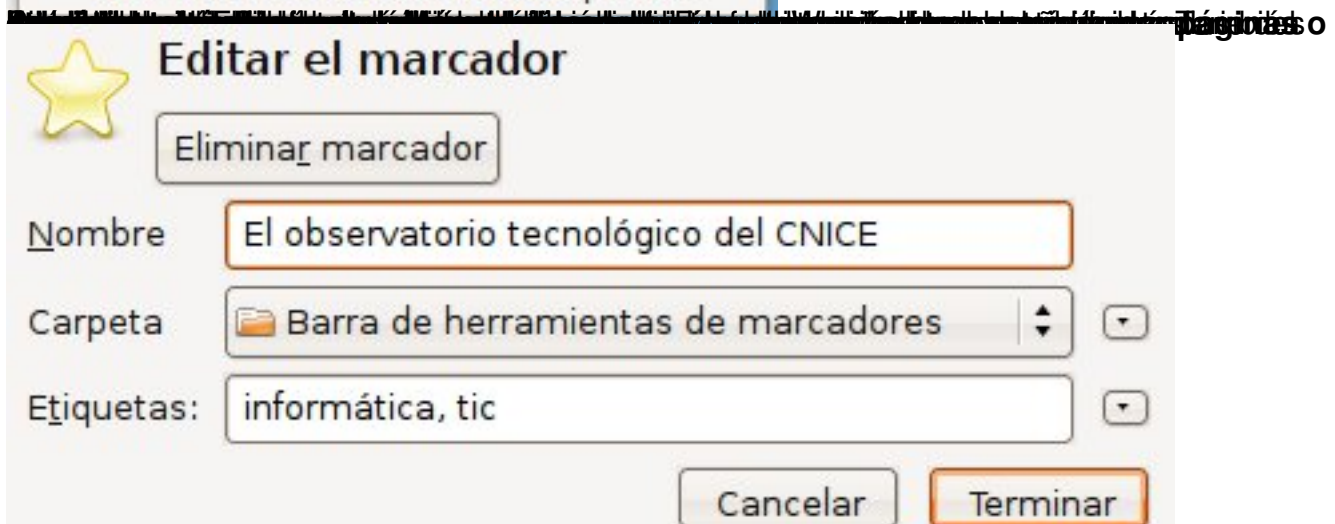 Editar el marcador
Eliminar marcador
Nombre El observatorio tecnológico del CNICE
Carpeta Barra de herramientas de marcadores
Etiquetas: informática, tic
Cancelar Terminar